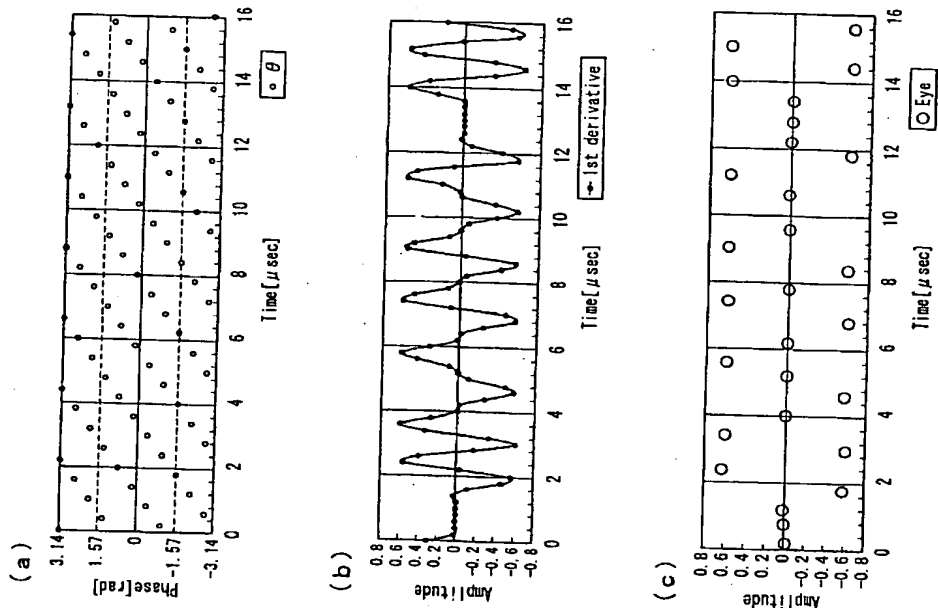 (a)
Phase[rad]
3.14
1.57
0
-1.57
-3.14
0 2 4 6 8 10 12 14 16
Time[μsec]
θ
(b)
Amplitude
0.8
0.6
0.4
0.2
0
-0.2
-0.4
-0.6
-0.8
0 2 4 6 8 10 12 14 16
Time[μsec]
1st derivative
(c)
Amplitude
0.8
0.6
0.4
0.2
0
-0.2
-0.4
-0.6
-0.8
0 2 4 6 8 10 12 14 16
Time[μsec]
Eye